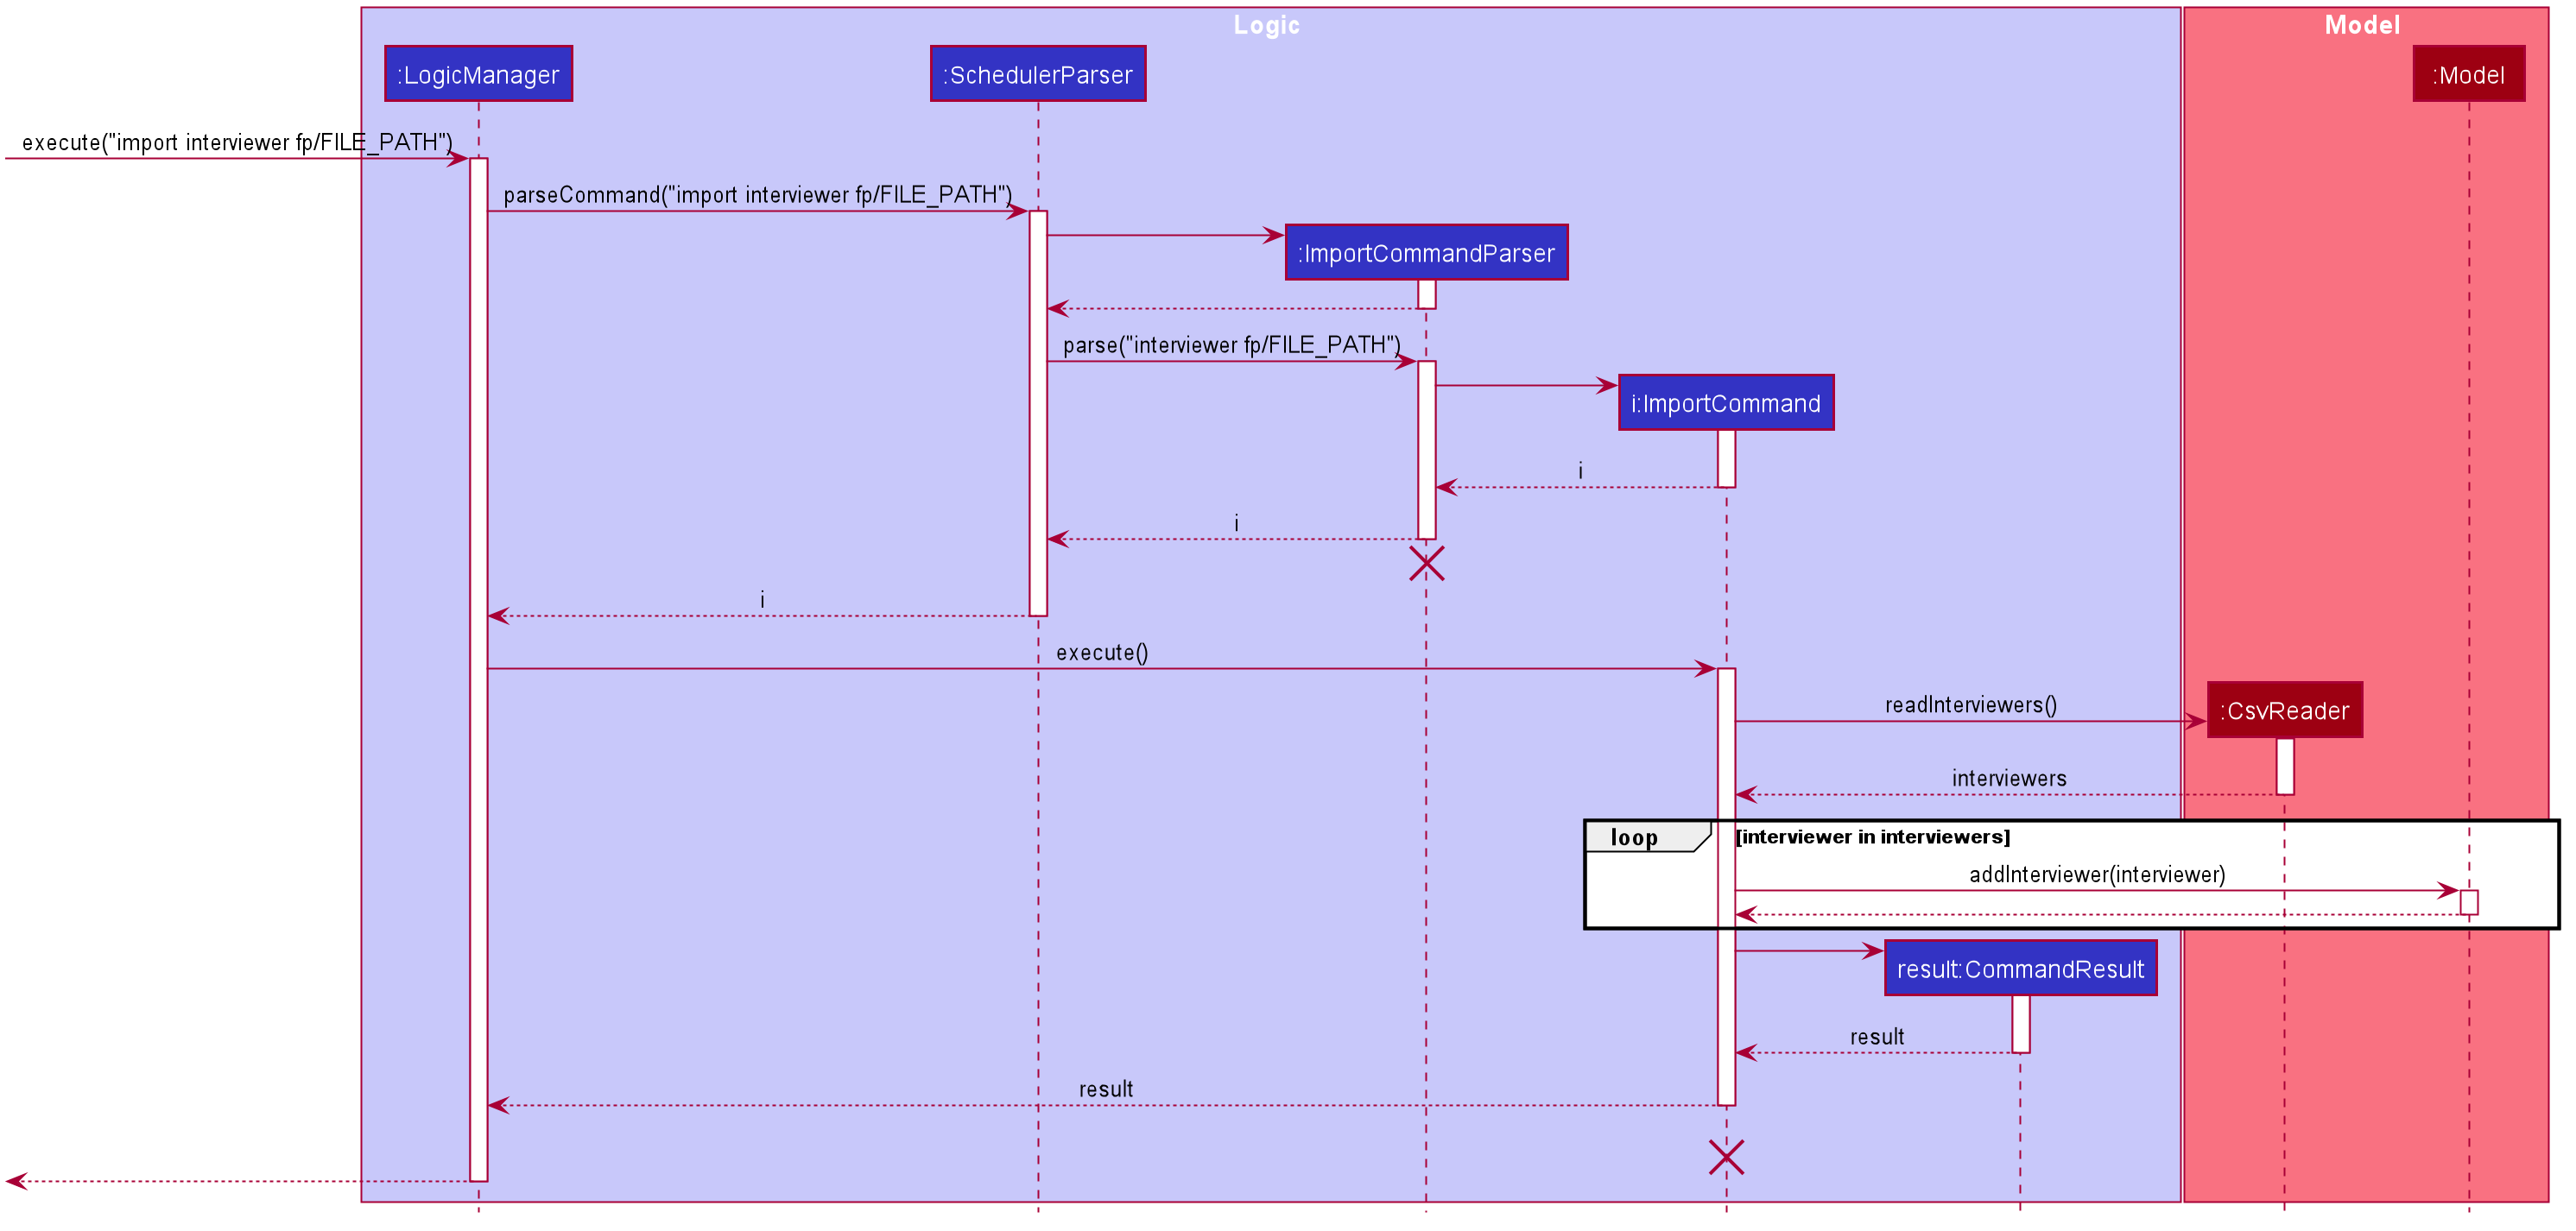 Logic
Model
:LogicManager
:SchedulerParser
:Model
execute("import interviewer fp/FILE_PATH")
parseCommand("import interviewer fp/FILE_PATH")
:ImportCommandParser
parse("interviewer fp/FILE_PATH")
i:ImportCommand
i
i
i
execute()
readInterviewers()
:CsvReader
interviewers
loop
[interviewer in interviewers]
addInterviewer(interviewer)
result:CommandResult
result
result